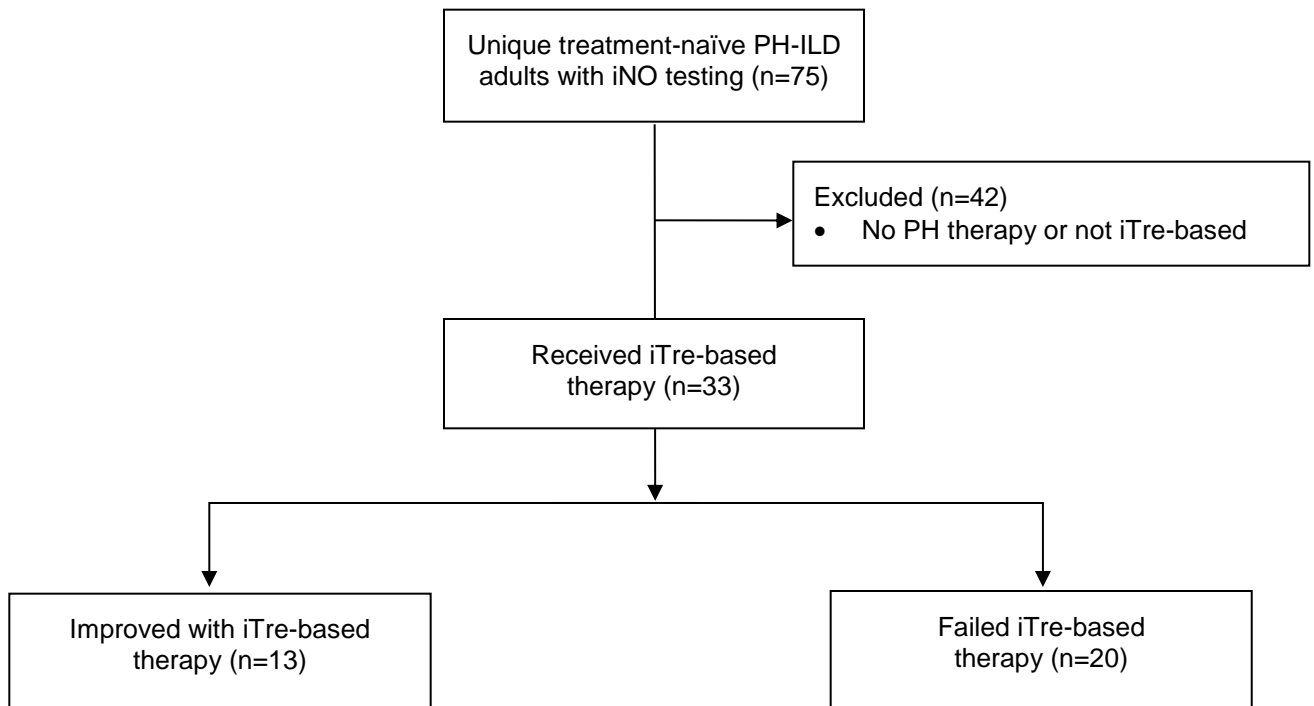 Unique treatment-naïve PH-ILD
adults with iNO testing (n=75)
Excluded (n=42)
• No PH therapy or not iTre-based
Received iTre-based
therapy (n=33)
Improved with iTre-based
therapy (n=13)
Failed iTre-based
therapy (n=20)